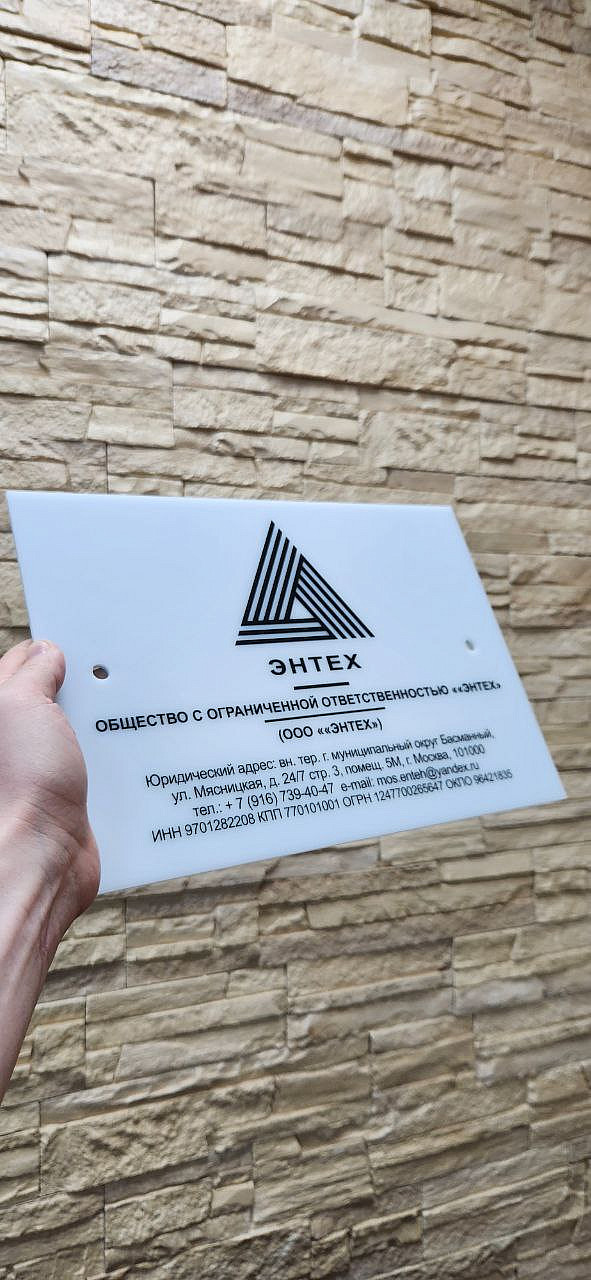 ЭНТЕХ
ОБЩЕСТВО С ОГРАНИЧЕННОЙ ОТВЕТСТВЕННОСТЬЮ ««ЭНТЕХ»
(ООО ««ЭНТЕХ»)
Юридический адрес: вн. тер. г. муниципальный округ Басманный,
ул. Мясницкая, д. 24/7 стр. 3, помещ. 5М, г. Москва, 101000
тел.: + 7 (916) 739-40-47 e-mail: mos.enteh@yandex.ru
ИНН 9701282208 КПП 770101001 ОГРН 1247700265647 ОКПО 96421835